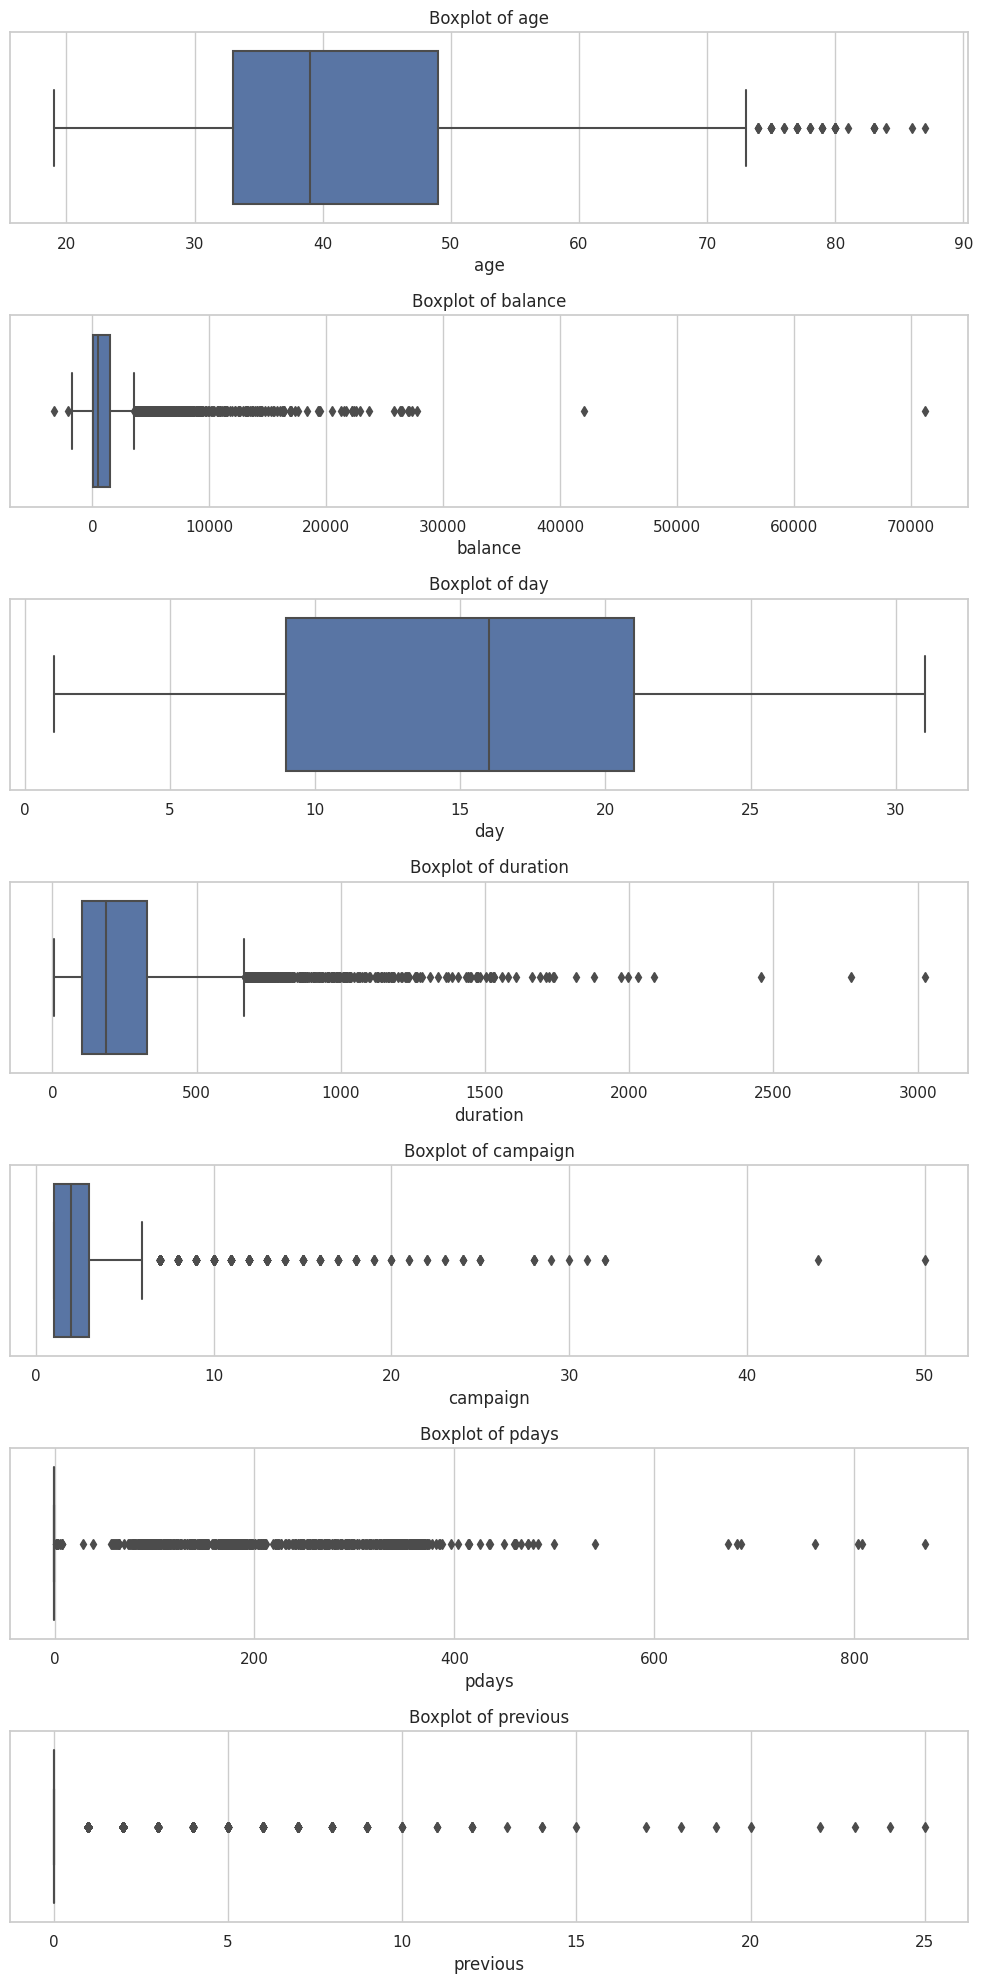 Boxplot of age
20 30 40 50 60 70 80 90
age
Boxplot of balance
0 10000 20000 30000 40000 50000 60000 70000
balance
Boxplot of day
0 5 10 15 20 25 30
day
Boxplot of duration
0 500 1000 1500 2000 2500 3000
duration
Boxplot of campaign
0 10 20 30 40 50
campaign
Boxplot of pdays
0 200 400 600 800
pdays
Boxplot of previous
0 5 10 15 20 25
previous